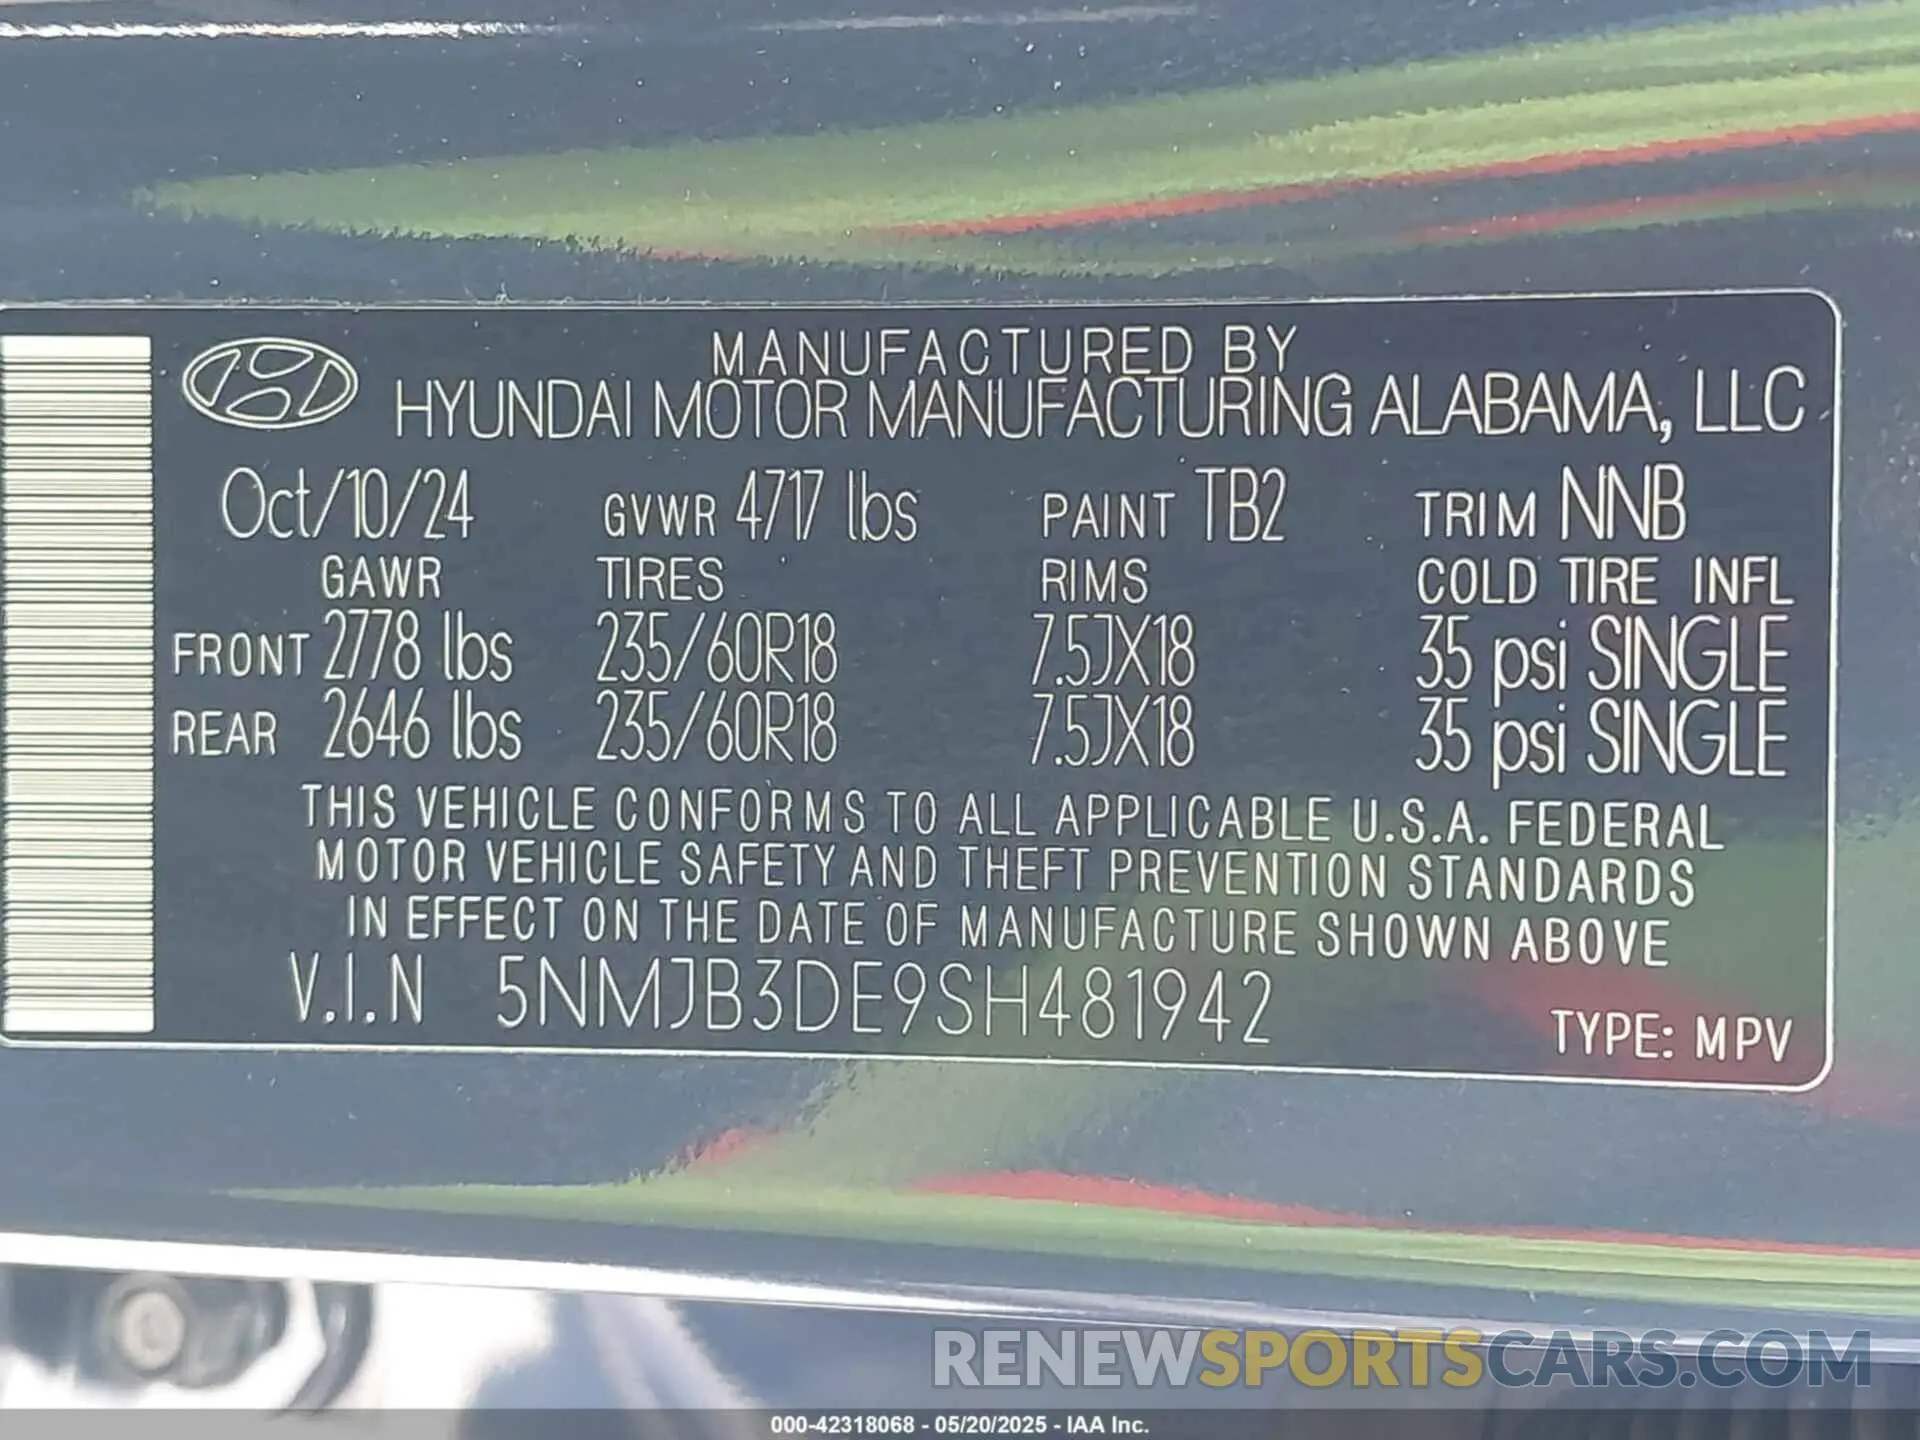 MANUFACTURED BY
HYUNDAI MOTOR MANUFACTURING ALABAMA, LLC
Oct/10/24 GVWR 4717 lbs PAINT TB2 TRIM NNB
GAWR TIRES RIMS COLD TIRE INFL
FRONT 2778 lbs 235/60R18 7.5JX18 35 psi SINGLE
REAR 2646 lbs 235/60R18 7.5JX18 35 psi SINGLE
THIS VEHICLE CONFORMS TO ALL APPLICABLE U.S.A. FEDERAL
MOTOR VEHICLE SAFETY AND THEFT PREVENTION STANDARDS
IN EFFECT ON THE DATE OF MANUFACTURE SHOWN ABOVE
V.I.N 5NMJB3DE9SH481942 TYPE: MPV
RENEWSPORTSCARS.COM
000-42318068 - 05/20/2025 - IAA Inc.